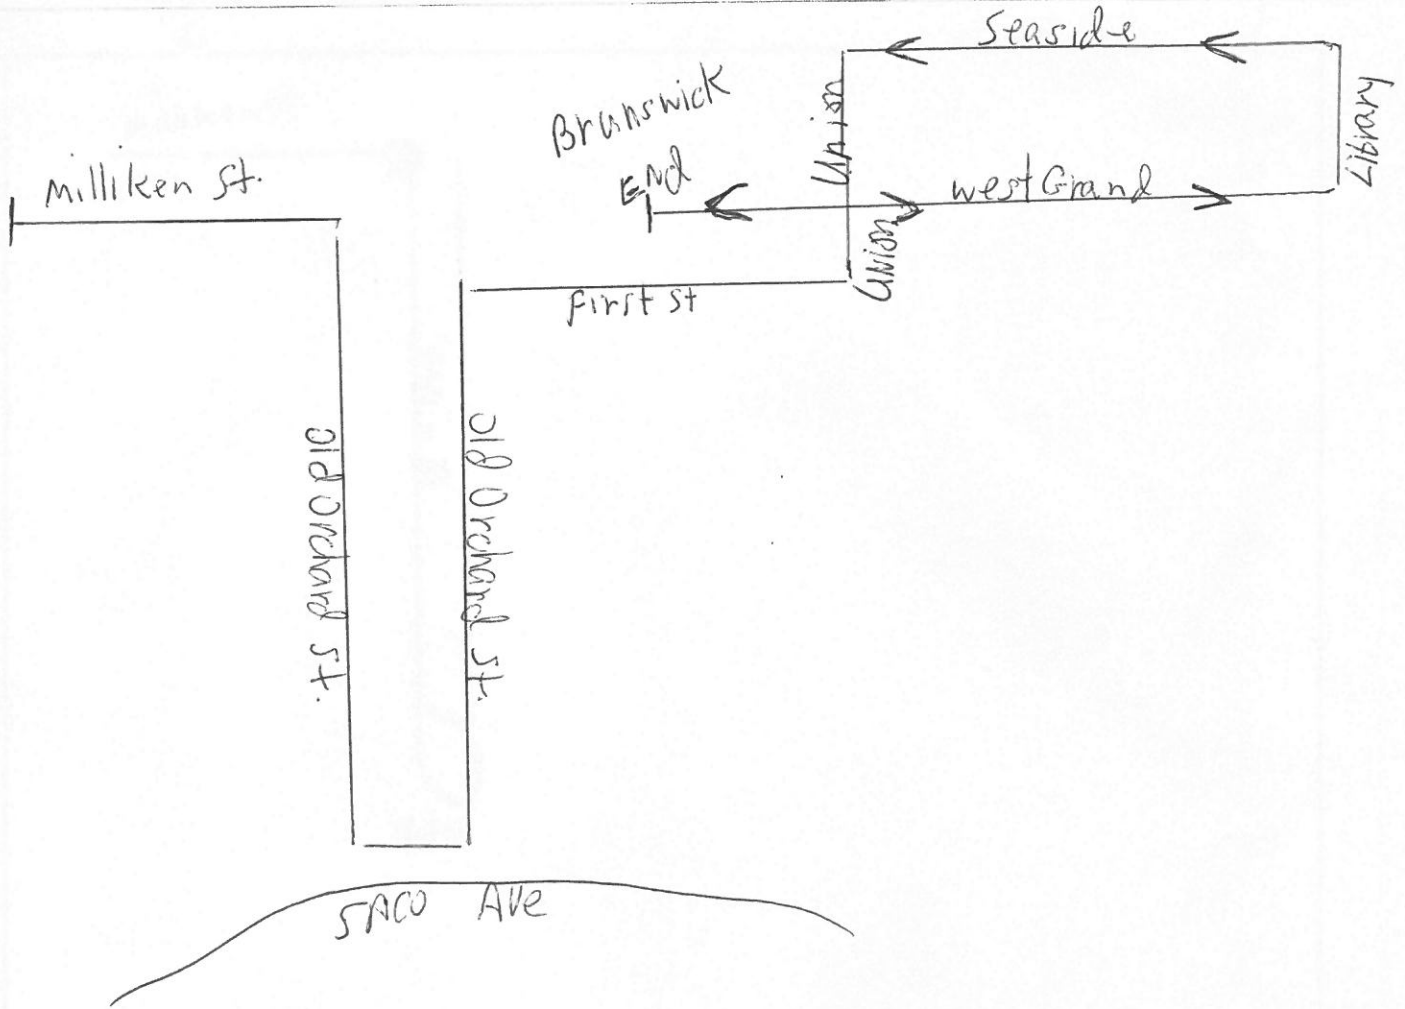 Seaside
Brunswick
End
Union
Library
Milliken St.
West Grand
Union
First St
Old Orchard St.
Old Orchard St.
SACO Ave